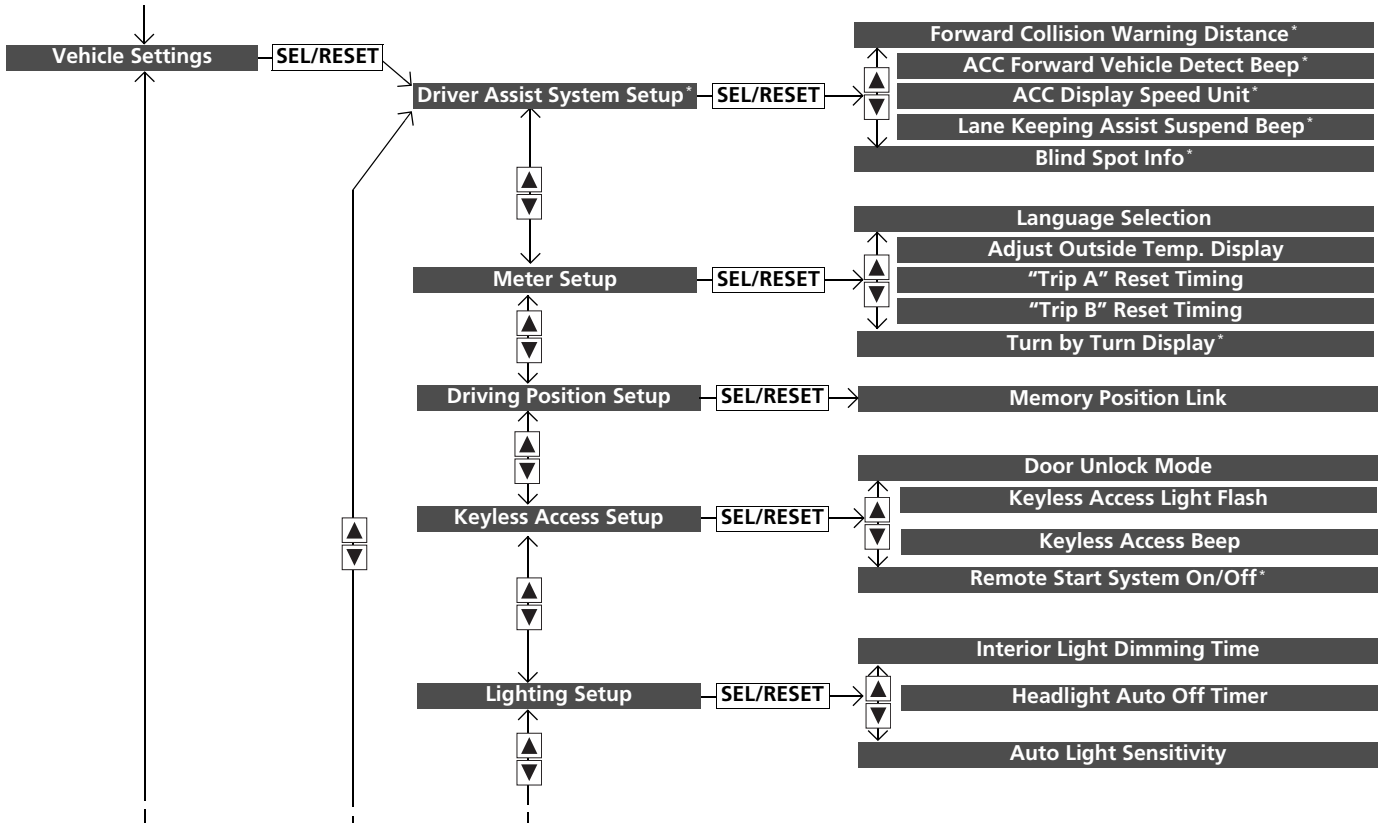 Vehicle Settings
SEL/RESET
Driver Assist System Setup*
SEL/RESET
Forward Collision Warning Distance*
ACC Forward Vehicle Detect Beep*
ACC Display Speed Unit*
Lane Keeping Assist Suspend Beep*
Blind Spot Info*
Meter Setup
SEL/RESET
Language Selection
Adjust Outside Temp. Display
“Trip A” Reset Timing
“Trip B” Reset Timing
Turn by Turn Display*
Driving Position Setup
SEL/RESET
Memory Position Link
Keyless Access Setup
SEL/RESET
Door Unlock Mode
Keyless Access Light Flash
Keyless Access Beep
Remote Start System On/Off*
Lighting Setup
SEL/RESET
Interior Light Dimming Time
Headlight Auto Off Timer
Auto Light Sensitivity